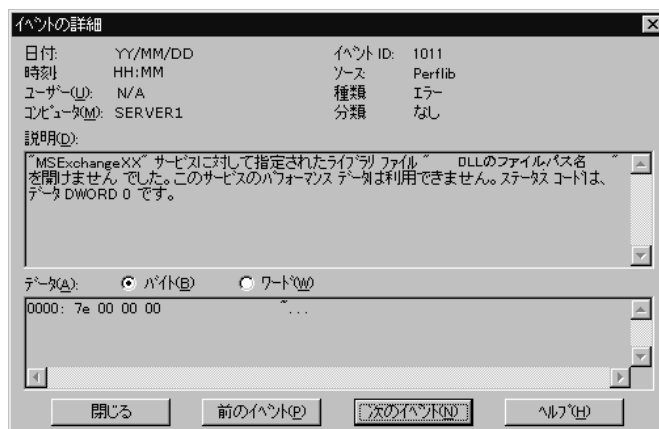 イベントの詳細
日付: YY/MM/DD イベント ID: 1011
時刻: HH:MM ソース: Perflib
ユーザー(U): N/A 種類 エラー
コンピュータ(M): SERVER1 分類 なし
説明(D):
"MSExchangeXX" サービスに対して指定されたライブラリ ファイル " DLLのファイルパス名 "
を開けません でした。このサービスのパフォーマンス データは利用できません。ステータス コードは、
データ DWORD 0 です。
データ(A): バイト(B) ワード(W)
0000: 7e 00 00 00 ~...
閉じる 前のイベント(P) 次のイベント(N) ヘルプ(H)